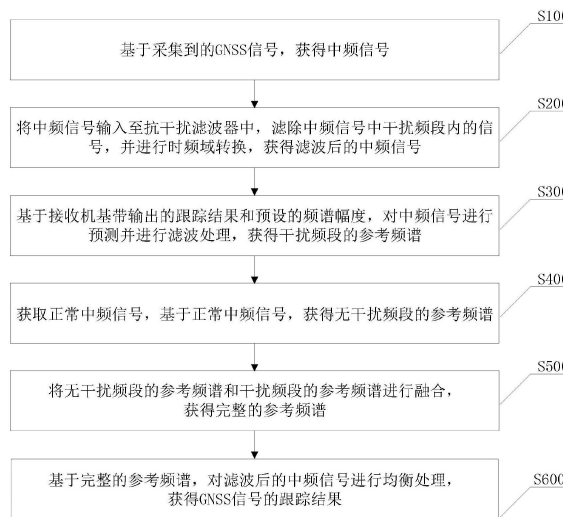 S100
基于采集到的GNSS信号，获得中频信号
S200
将中频信号输入至抗干扰滤波器中，滤除中频信号中干扰频段内的信
号，并进行时频域转换，获得滤波后的中频信号
S300
基于接收机基带输出的跟踪结果和预设的频谱幅度，对中频信号进行
预测并进行滤波处理，获得干扰频段的参考频谱
S400
获取正常中频信号，基于正常中频信号，获得无干扰频段的参考频谱
S500
将无干扰频段的参考频谱和干扰频段的参考频谱进行融合，
获得完整的参考频谱
S600
基于完整的参考频谱，对滤波后的中频信号进行均衡处理，
获得GNSS信号的跟踪结果